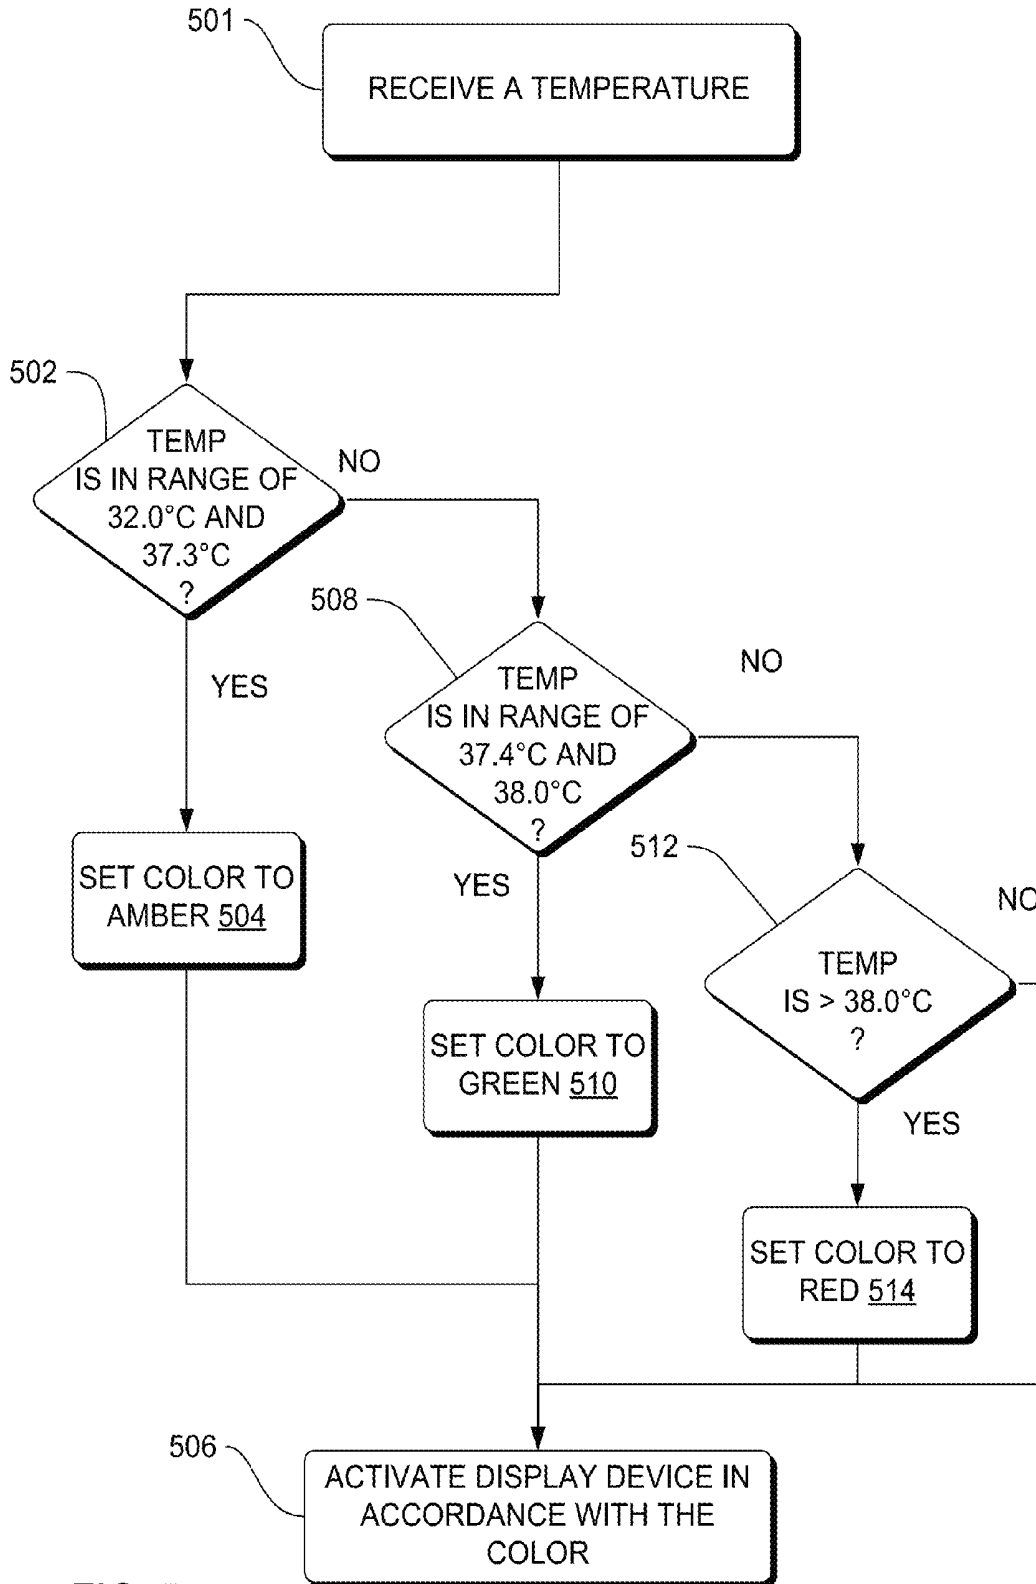 501
RECEIVE A TEMPERATURE
502
TEMP
IS IN RANGE OF
32.0°C AND
37.3°C
?
NO
YES
508
TEMP
IS IN RANGE OF
37.4°C AND
38.0°C
?
NO
YES
512
TEMP
IS > 38.0°C
?
NO
YES
SET COLOR TO
AMBER 504
SET COLOR TO
GREEN 510
SET COLOR TO
RED 514
506
ACTIVATE DISPLAY DEVICE IN
ACCORDANCE WITH THE
COLOR